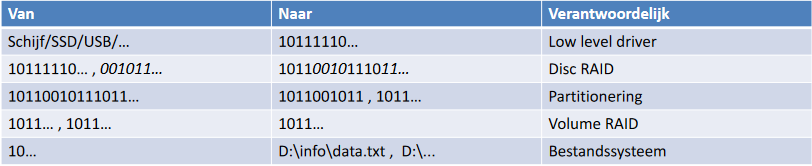 Van Naar Verantwoordelijk
Schijf/SSD/USB/… 10111110… Low level driver
10111110… , 001011… 10110010111011… Disc RAID
10110010111011… 1011001011 , 1011… Partitionering
1011… , 1011… 1011… Volume RAID
10… D:\info\data.txt , D:\... Bestandssysteem